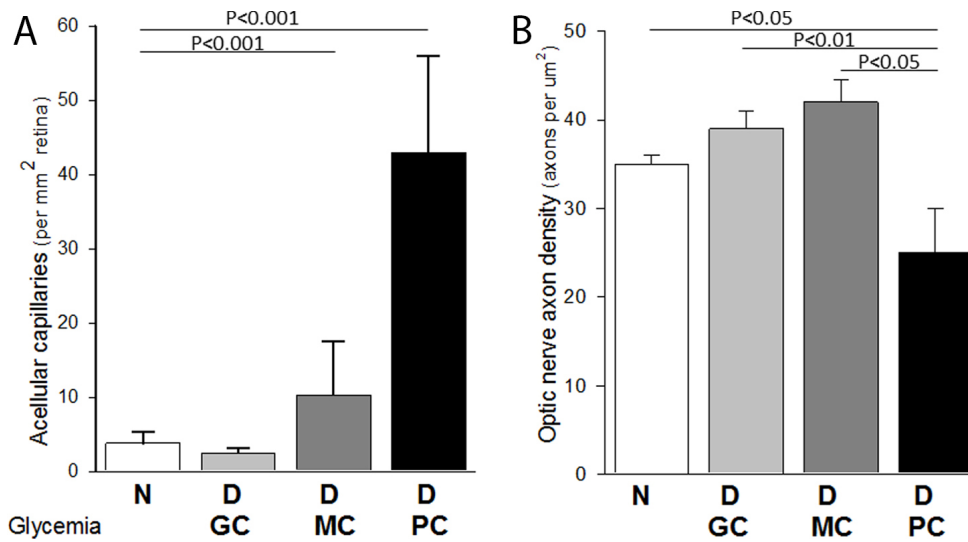 A
P<0.001
P<0.001
Acellular capillaries (per mm² retina)
60
50
40
30
20
10
0
N D D D
Glycemia GC MC PC
B
P<0.05
P<0.01
P<0.05
Optic nerve axon density (axons per um²)
50
40
30
20
10
0
N D D D
GC MC PC